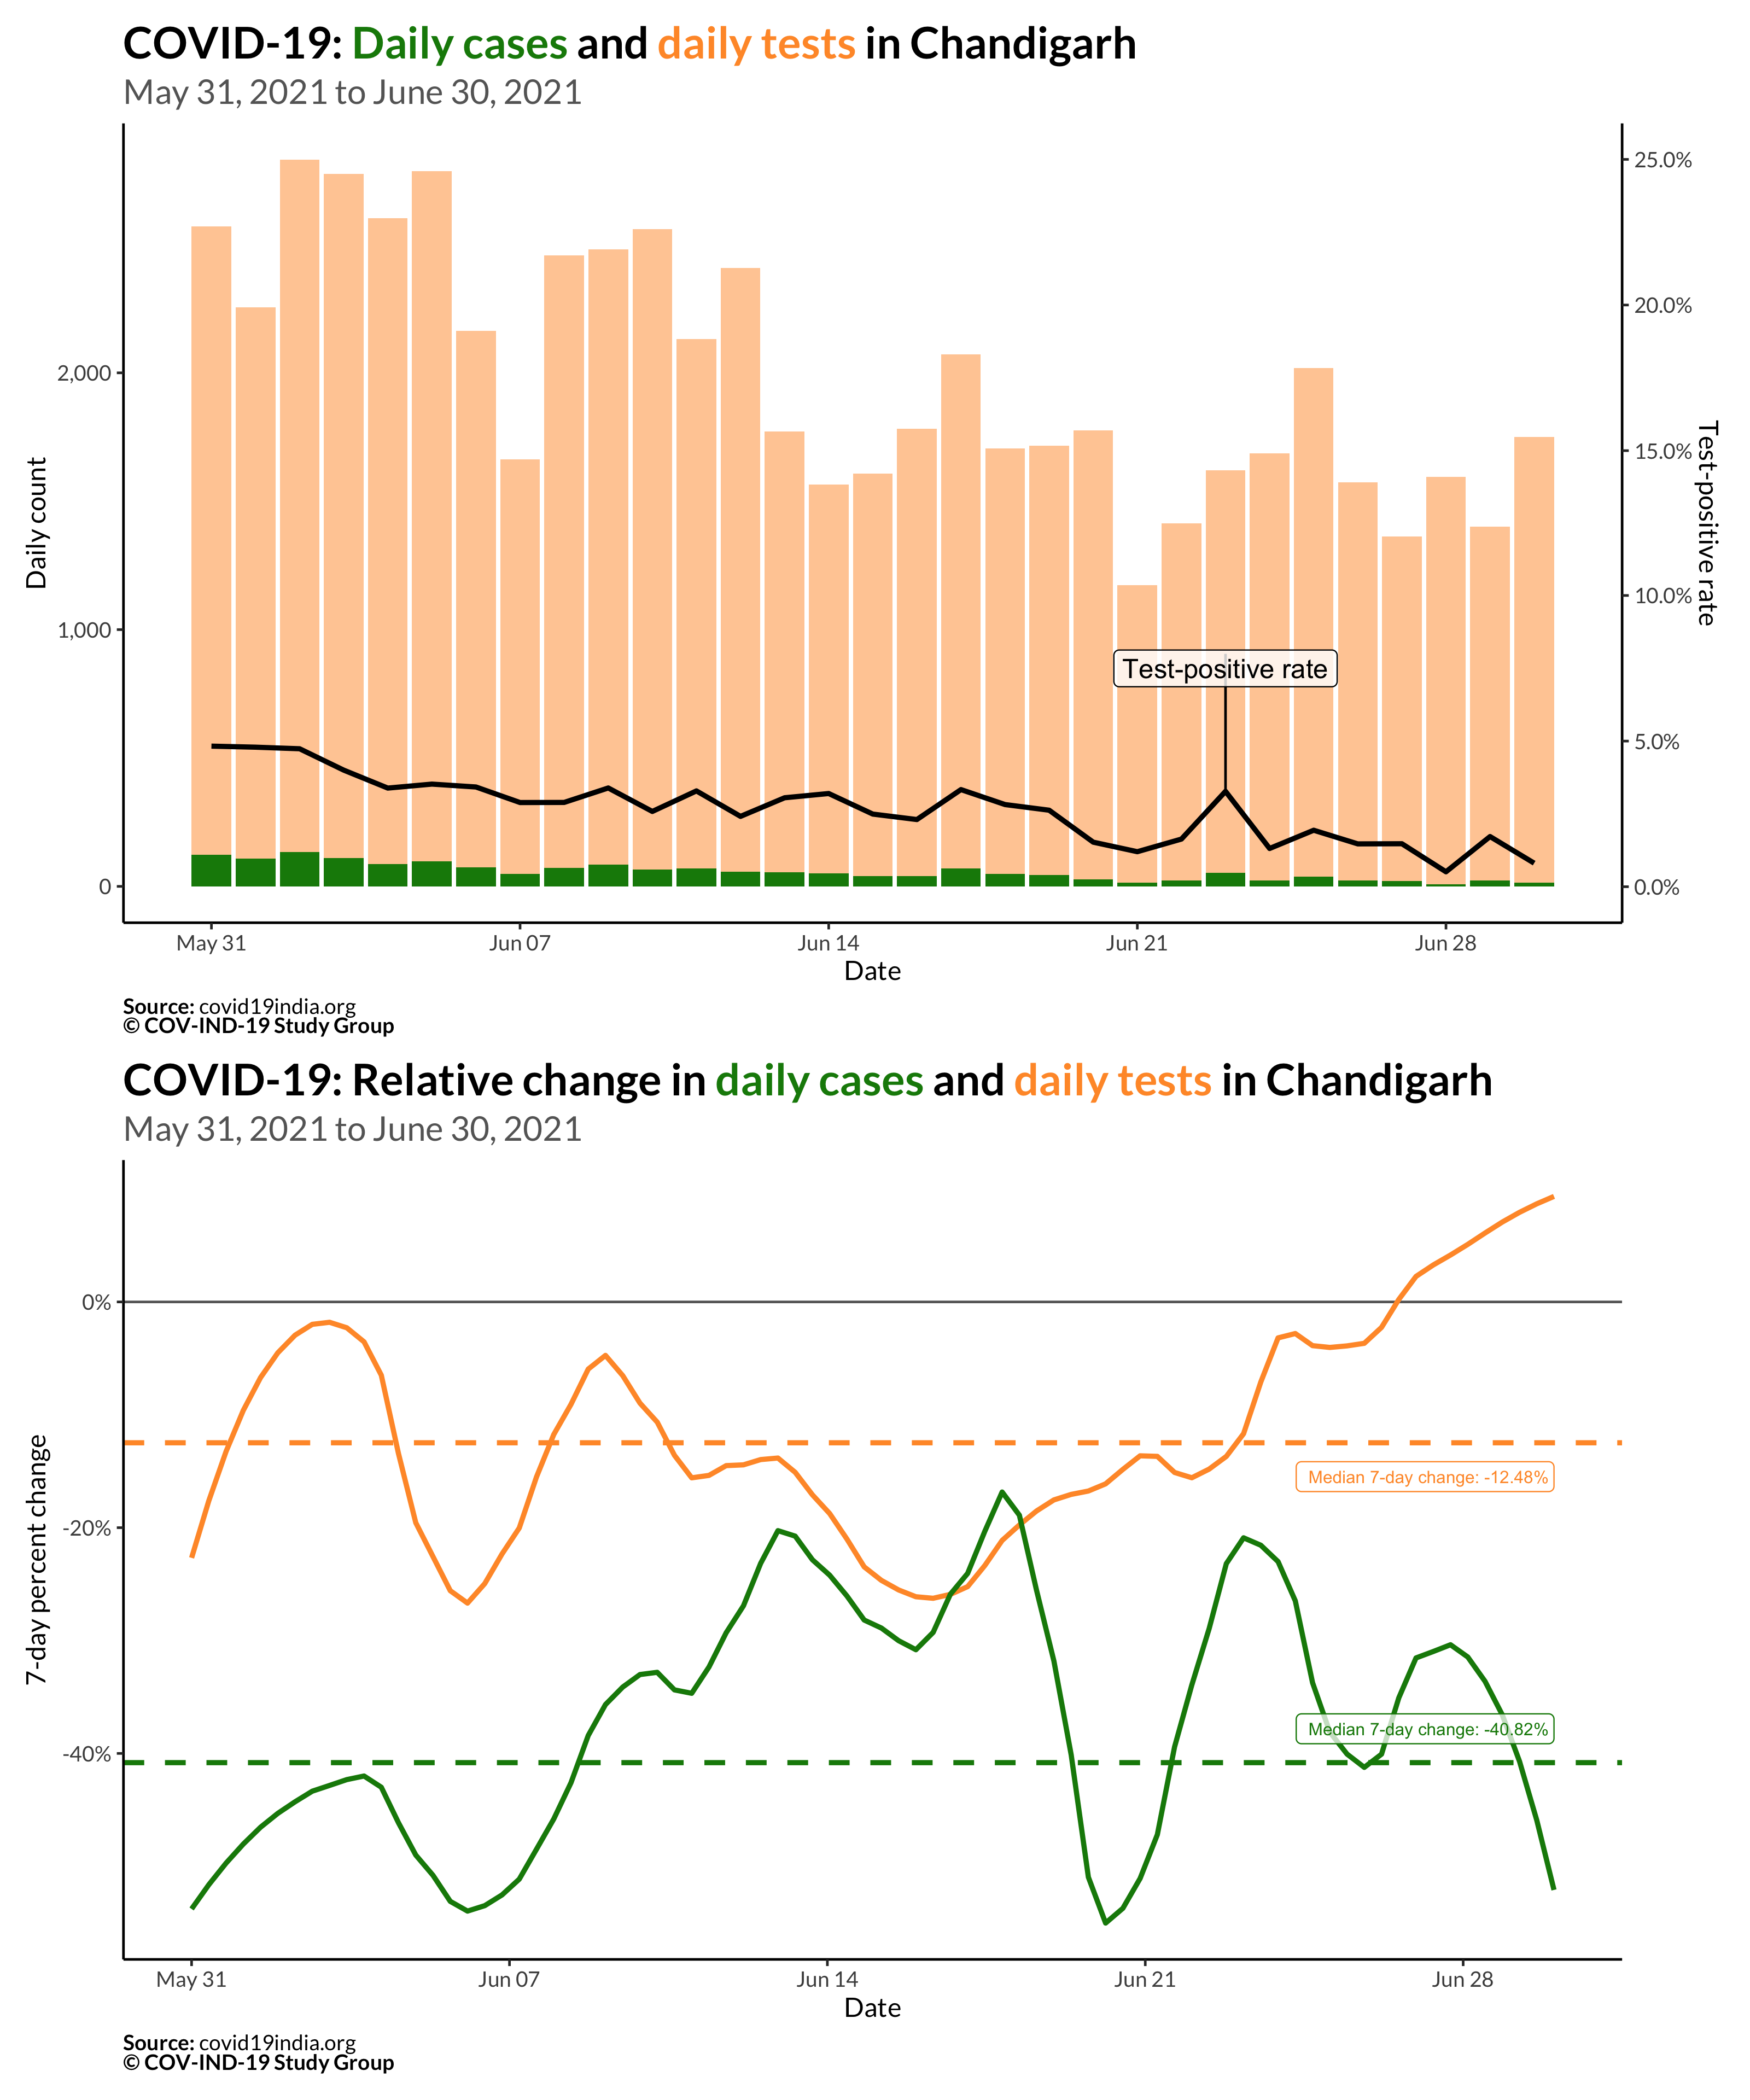 COVID-19: Daily cases and daily tests in Chandigarh
May 31, 2021 to June 30, 2021
25.0%
20.0%
2,000
15.0%
Daily count
Test-positive rate
10.0%
1,000
Test-positive rate
5.0%
0
0.0%
May 31 Jun 07 Jun 14 Jun 21 Jun 28
Date
Source: covid19india.org
© COV-IND-19 Study Group
COVID-19: Relative change in daily cases and daily tests in Chandigarh
May 31, 2021 to June 30, 2021
0%
7-day percent change
Median 7-day change: -12.48%
-20%
Median 7-day change: -40.82%
-40%
May 31 Jun 07 Jun 14 Jun 21 Jun 28
Date
Source: covid19india.org
© COV-IND-19 Study Group